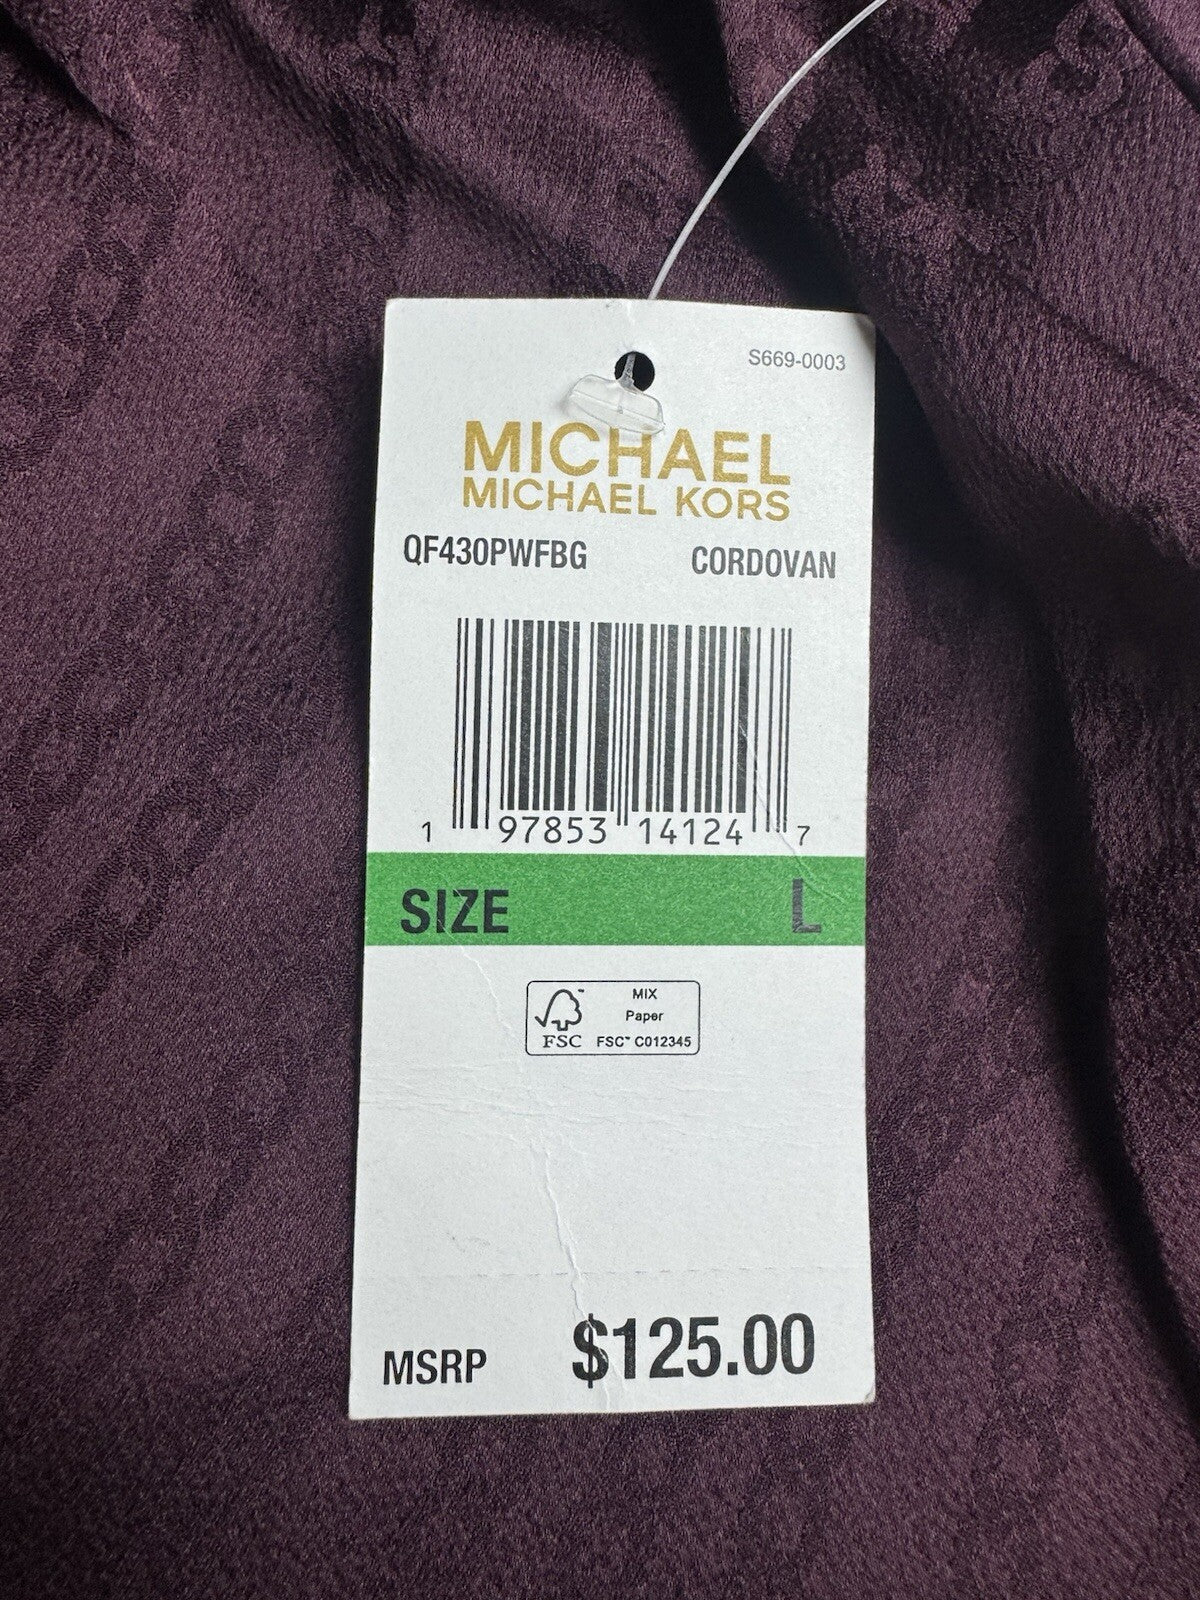 S669-0003
MICHAEL
MICHAEL KORS
QF430PWFBG CORDOVAN
1 97853 14124 7
SIZE L
MIX
Paper
FSC™ C012345
FSC
MSRP $125.00